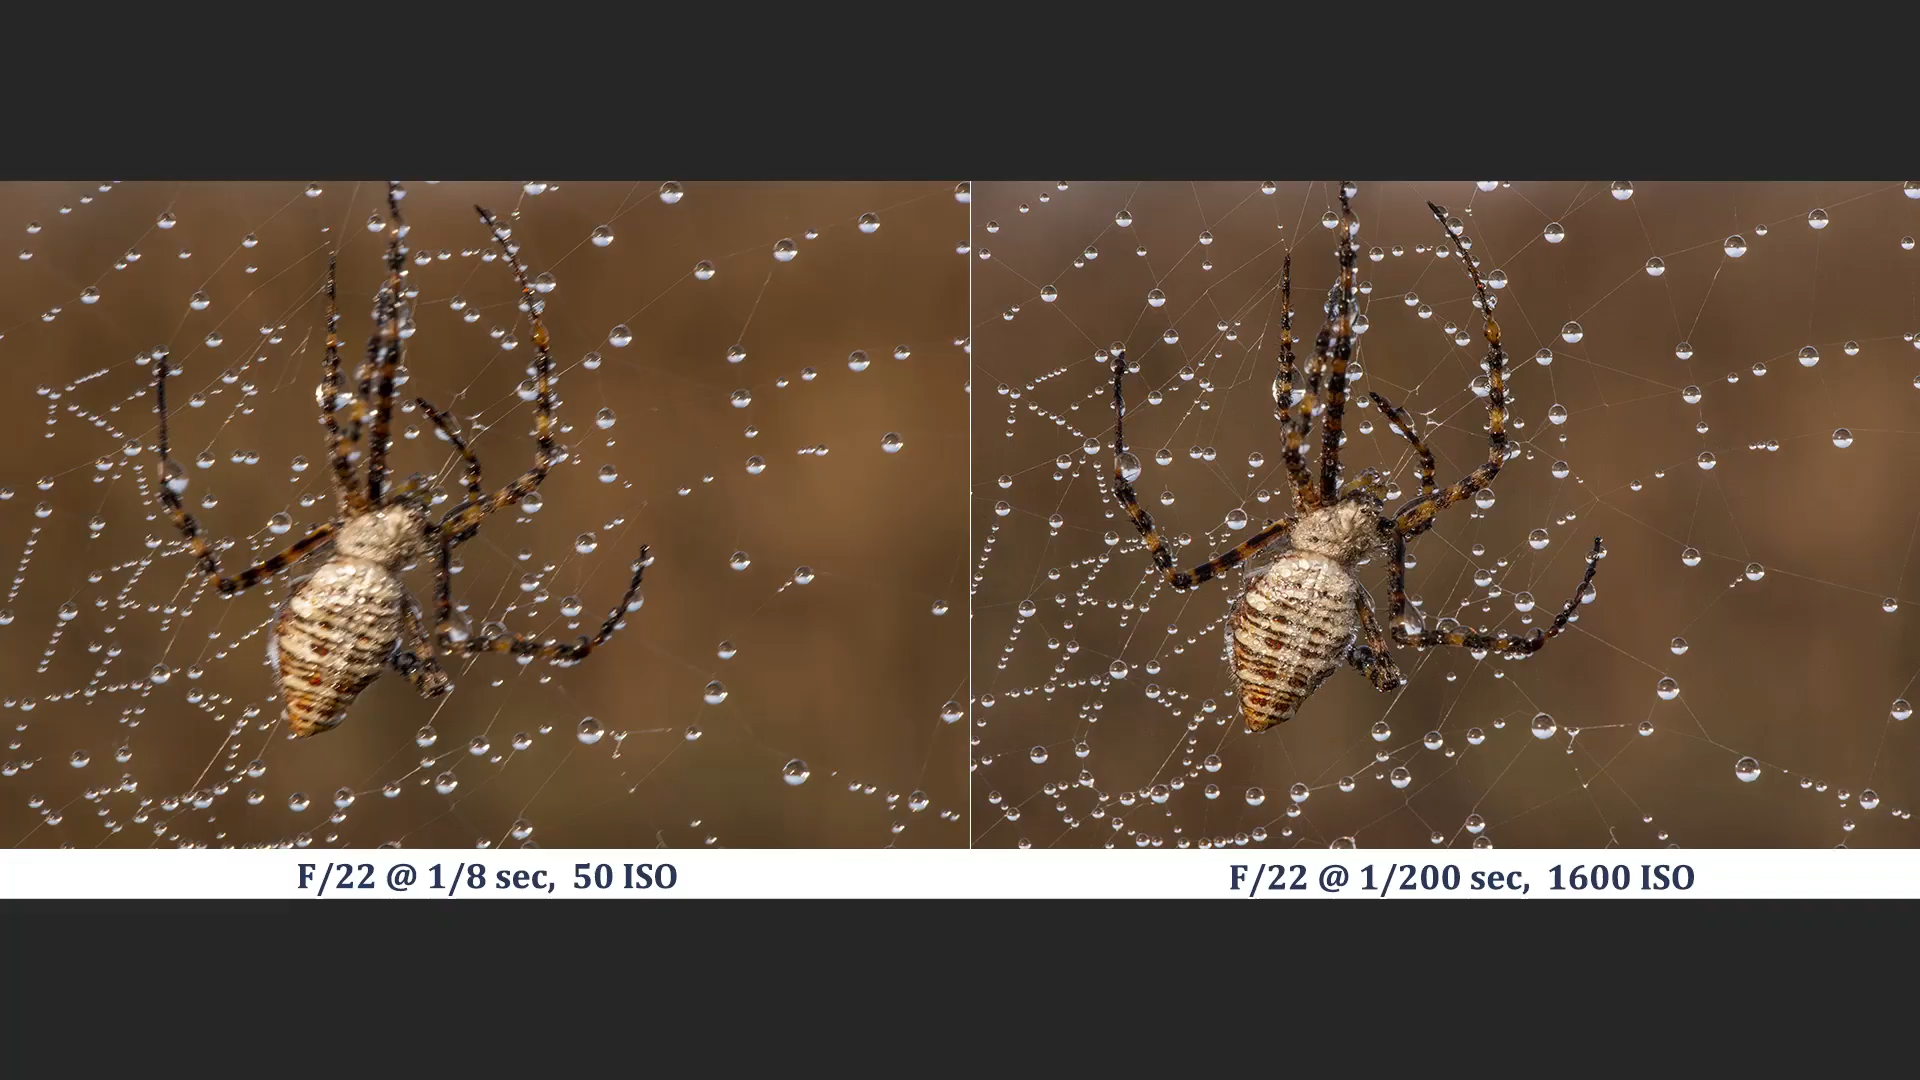 F/22 @ 1/8 sec, 50 ISO
F/22 @ 1/200 sec, 1600 ISO